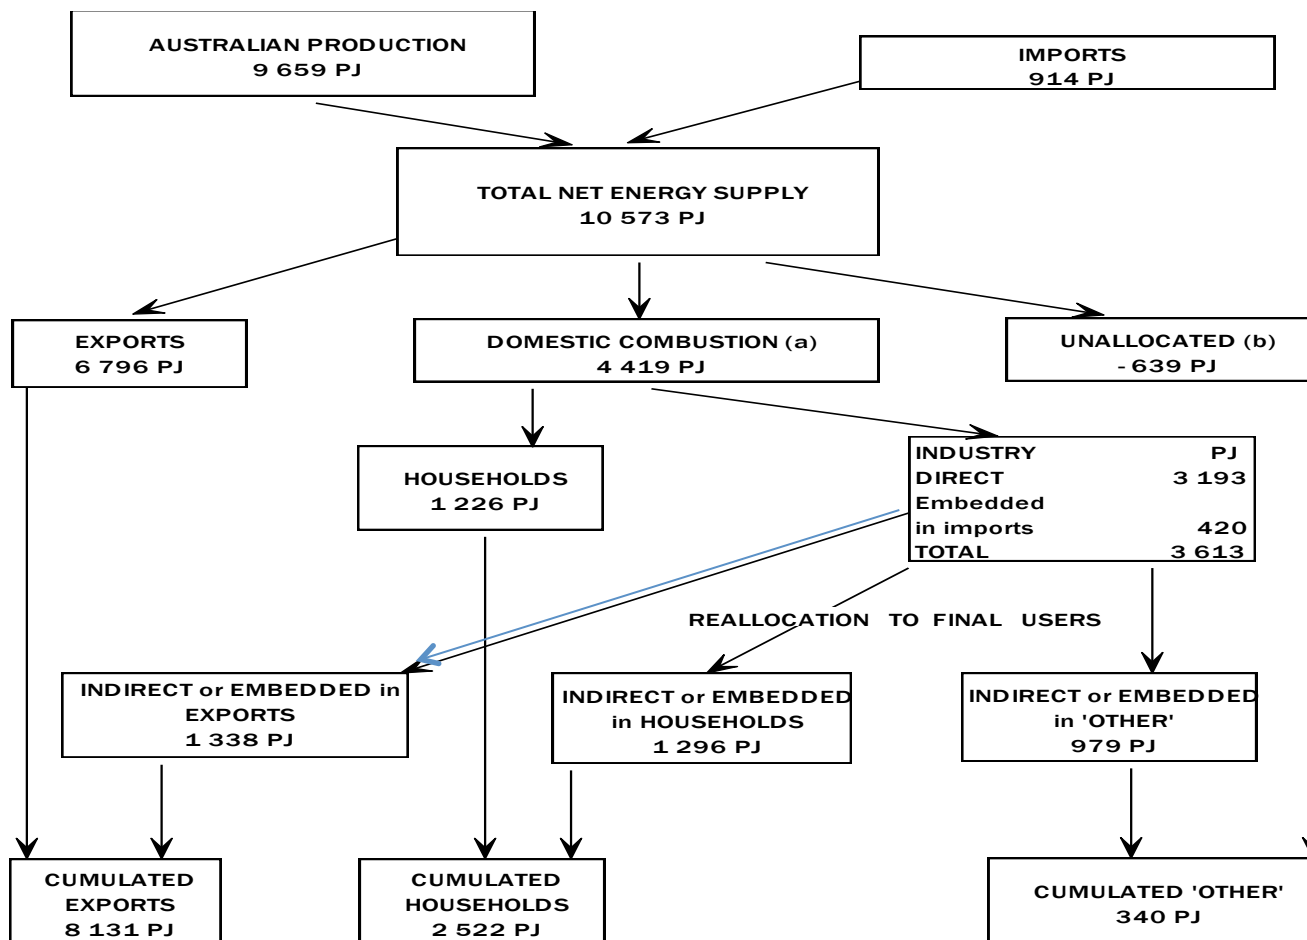 AUSTRALIAN PRODUCTION
9 659 PJ
IMPORTS
914 PJ
TOTAL NET ENERGY SUPPLY
10 573 PJ
EXPORTS
6 796 PJ
DOMESTIC COMBUSTION (a)
4 419 PJ
UNALLOCATED (b)
- 639 PJ
HOUSEHOLDS
1 226 PJ
INDUSTRY PJ
DIRECT 3 193
Embedded
in imports 420
TOTAL 3 613
REALLOCATION TO FINAL USERS
INDIRECT or EMBEDDED in
EXPORTS
1 338 PJ
INDIRECT or EMBEDDED
in HOUSEHOLDS
1 296 PJ
INDIRECT or EMBEDDED
in 'OTHER'
979 PJ
CUMULATED
EXPORTS
8 131 PJ
CUMULATED
HOUSEHOLDS
2 522 PJ
CUMULATED 'OTHER'
340 PJ